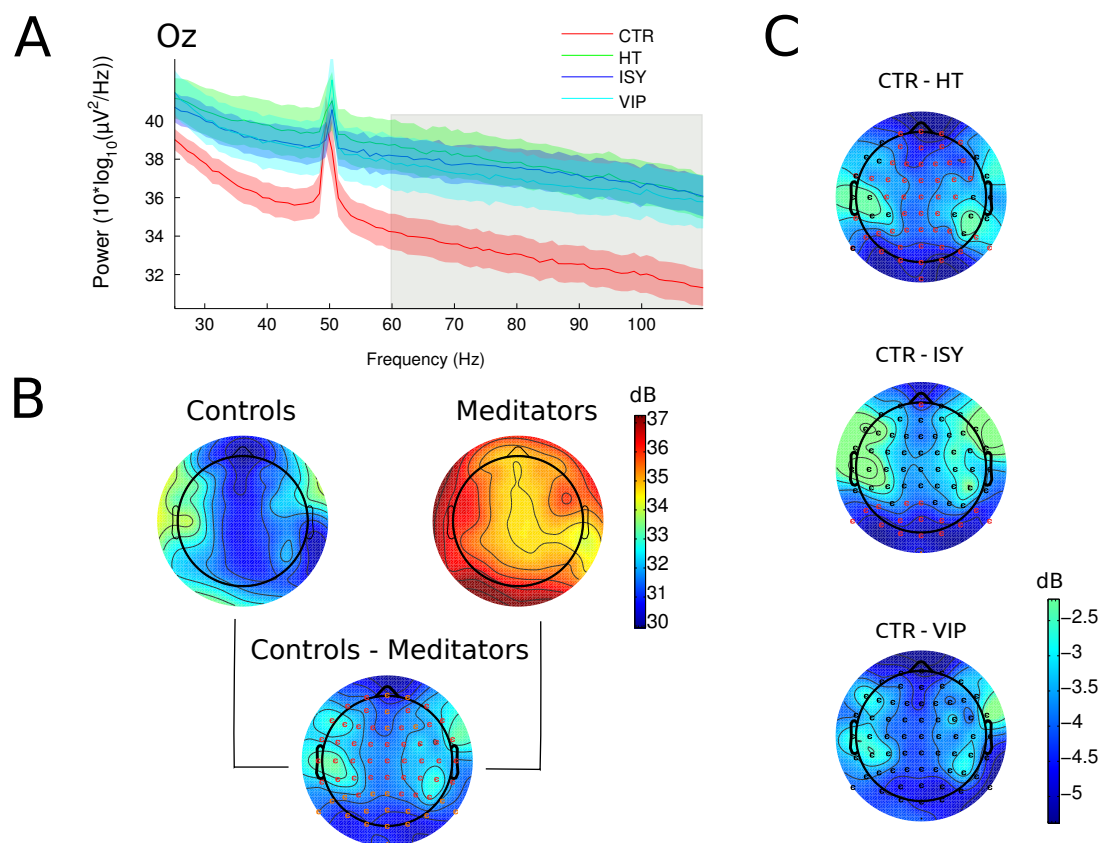 A
Oz
CTR
HT
ISY
VIP
Power (10*log10(µV²/Hz))
40
38
36
34
32
30 40 50 60 70 80 90 100
Frequency (Hz)
B
Controls
Meditators
dB
37
36
35
34
33
32
31
30
Controls - Meditators
C
CTR - HT
CTR - ISY
CTR - VIP
dB
-2.5
-3
-3.5
-4
-4.5
-5